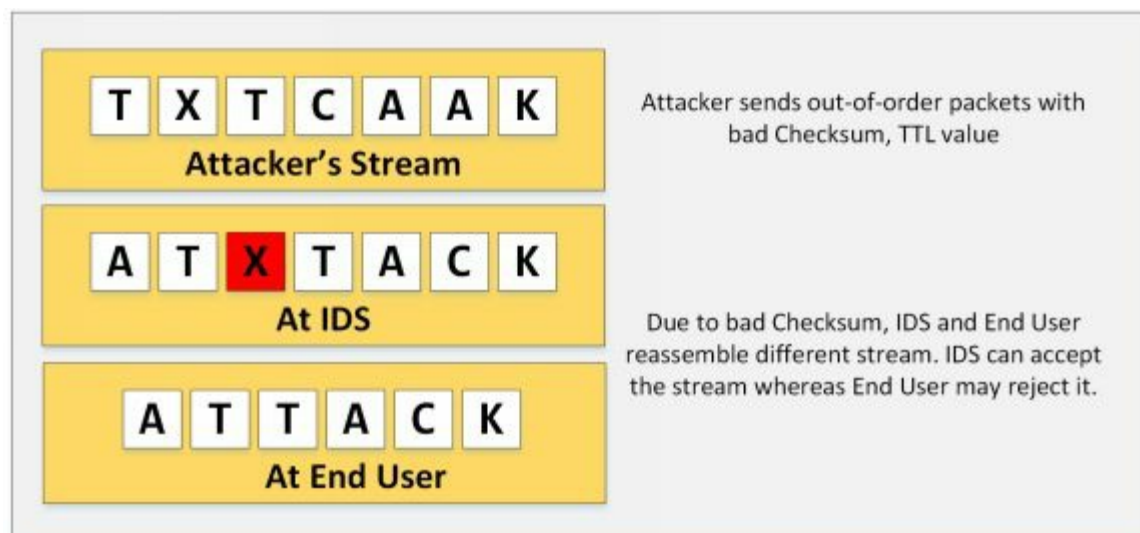 T X T C A A K
Attacker's Stream
Attacker sends out-of-order packets with
bad Checksum, TTL value
A T X T A C K
At IDS
Due to bad Checksum, IDS and End User
reassemble different stream. IDS can accept
the stream whereas End User may reject it.
A T T A C K
At End User